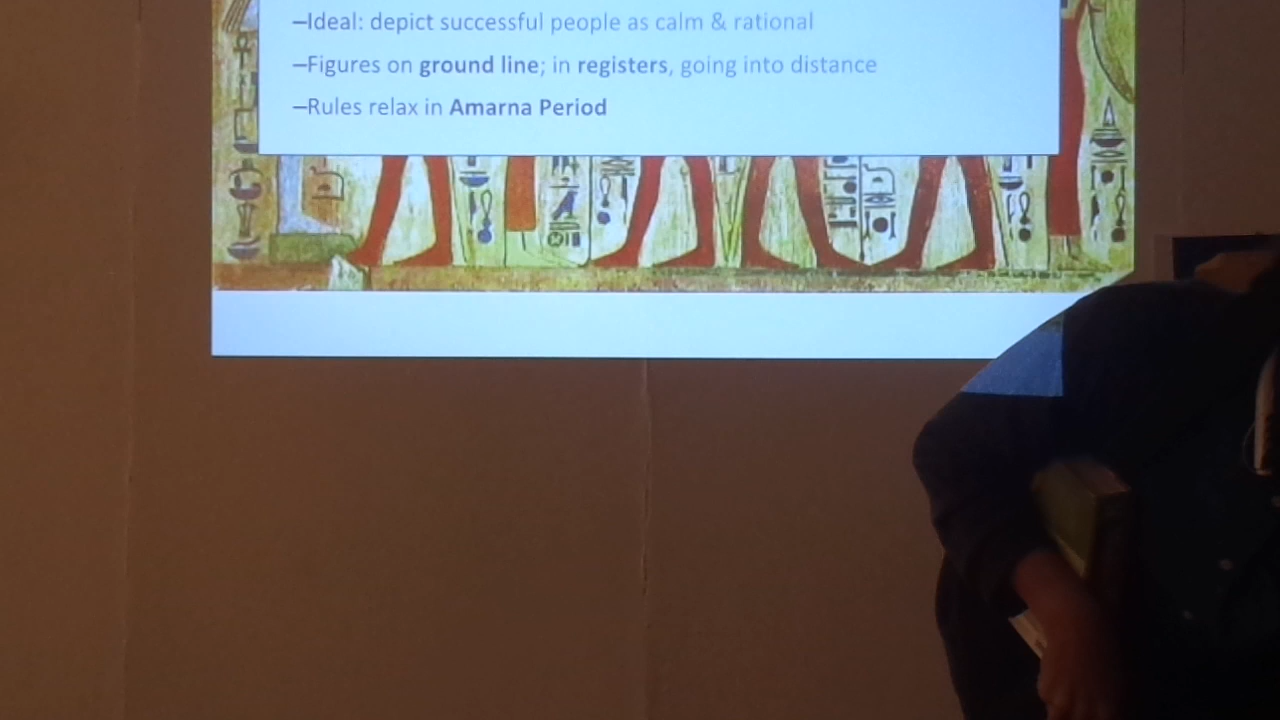 –Ideal: depict successful people as calm & rational
–Figures on ground line; in registers, going into distance
–Rules relax in Amarna Period